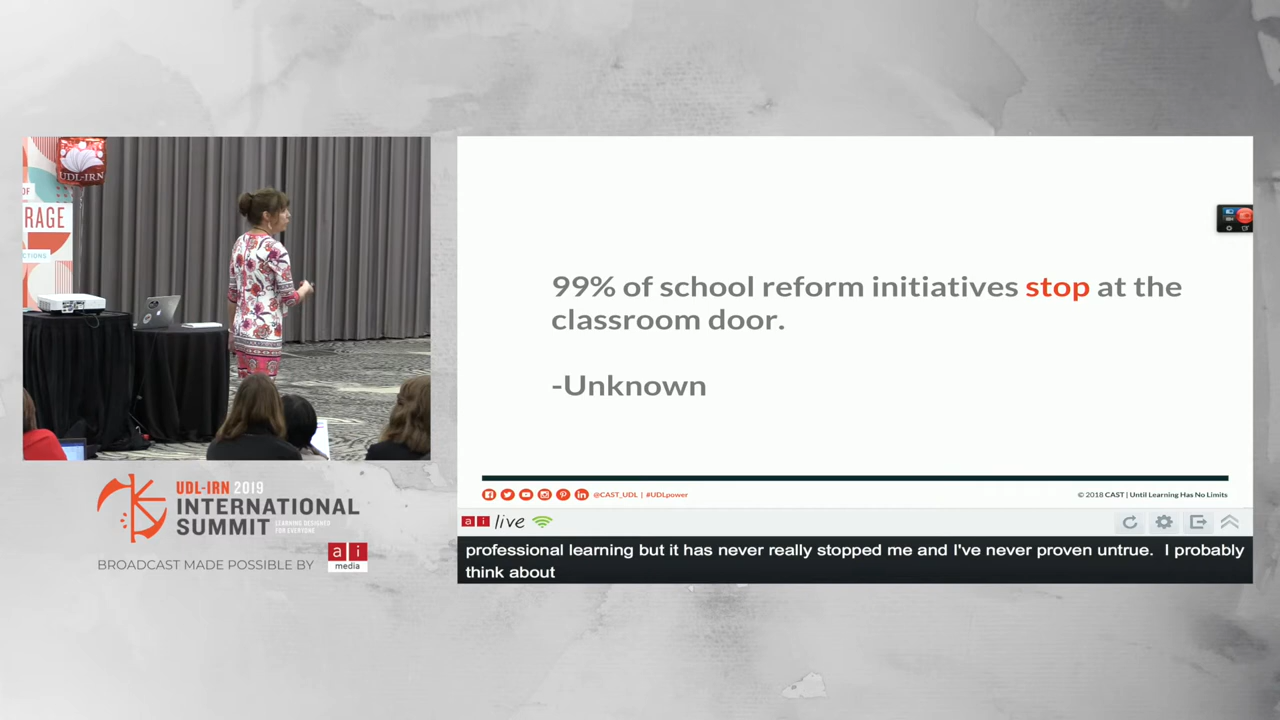 UDL-IRN
OF
RAGE
CTIONS
UDL-IRN 2019
INTERNATIONAL
SUMMIT
LEARNING DESIGNED
FOR EVERYONE
BROADCAST MADE POSSIBLE BY
ai
media
99% of school reform initiatives stop at the
classroom door.
-Unknown
@CAST_UDL | #UDLpower
© 2018 CAST | Until Learning Has No Limits
ai live
professional learning but it has never really stopped me and I've never proven untrue.  I probably
think about